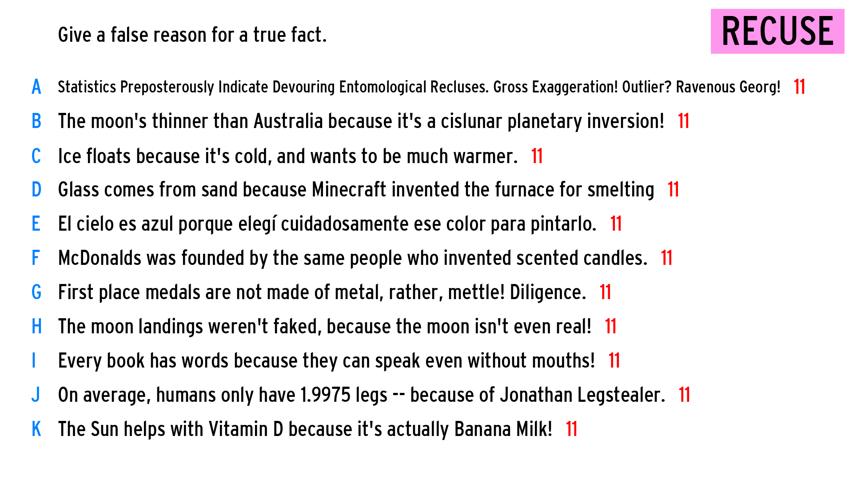 Give a false reason for a true fact.
RECUSE
A Statistics Preposterously Indicate Devouring Entomological Recluses. Gross Exaggeration! Outlier? Ravenous Georg! 11
B The moon's thinner than Australia because it's a cislunar planetary inversion! 11
C Ice floats because it's cold, and wants to be much warmer. 11
D Glass comes from sand because Minecraft invented the furnace for smelting 11
E El cielo es azul porque elegí cuidadosamente ese color para pintarlo. 11
F McDonalds was founded by the same people who invented scented candles. 11
G First place medals are not made of metal, rather, mettle! Diligence. 11
H The moon landings weren't faked, because the moon isn't even real! 11
I Every book has words because they can speak even without mouths! 11
J On average, humans only have 1.9975 legs -- because of Jonathan Legstealer. 11
K The Sun helps with Vitamin D because it's actually Banana Milk! 11